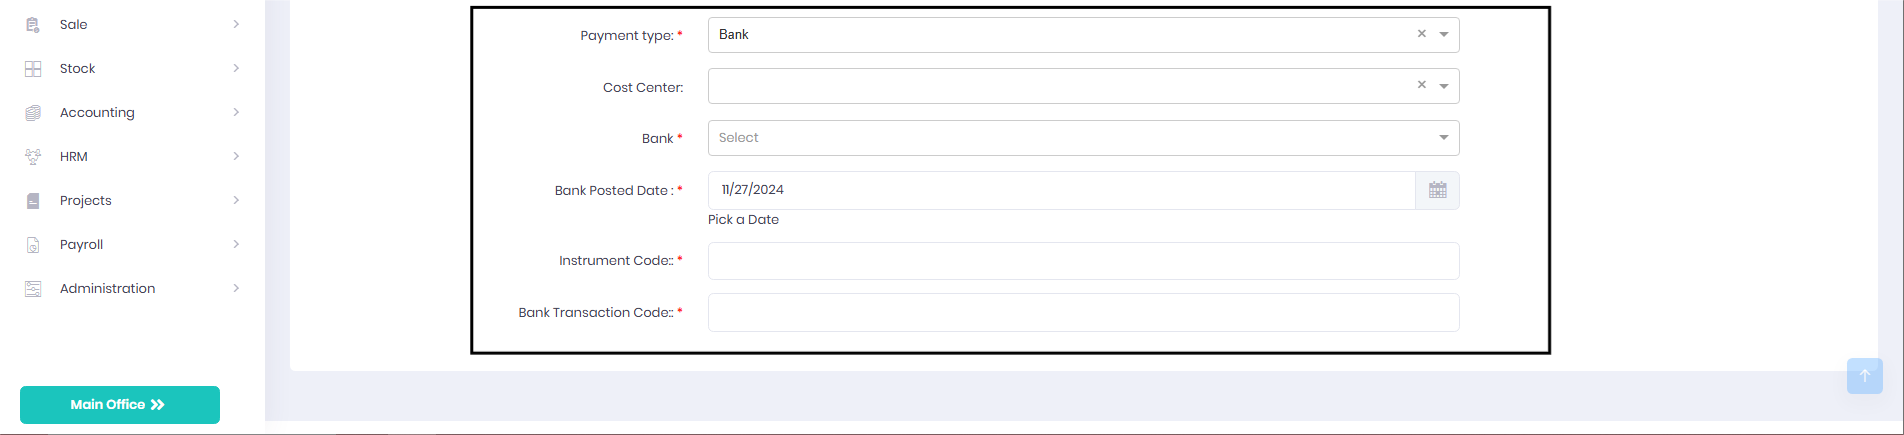 Sale
Stock
Accounting
HRM
Projects
Payroll
Administration
Main Office
Payment type: *
Bank
Cost Center:
Bank *
Select
Bank Posted Date : *
11/27/2024
Pick a Date
Instrument Code:: *
Bank Transaction Code:: *